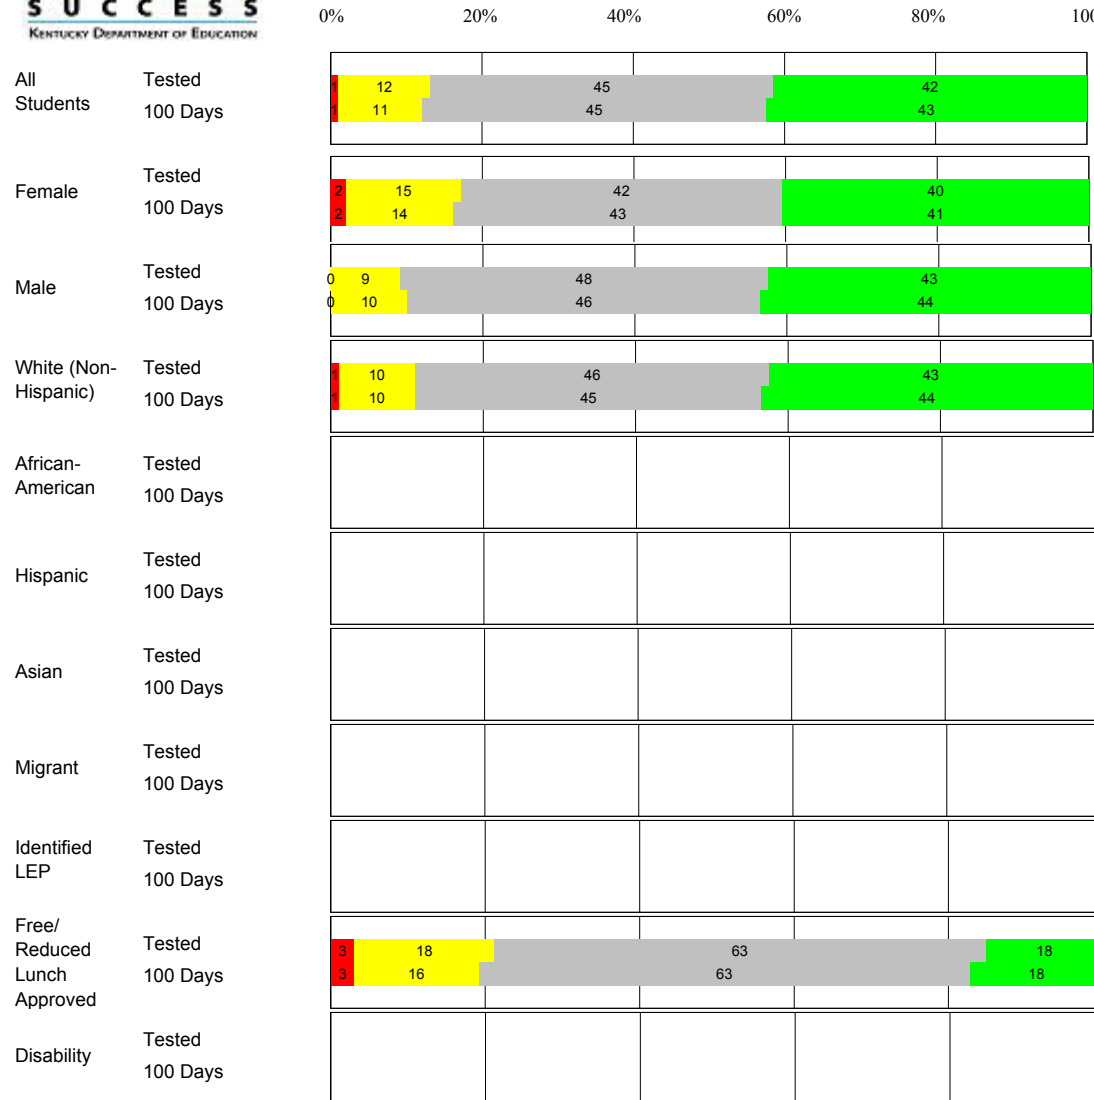 SUCCESS
KENTUCKY DEPARTMENT OF EDUCATION
0% 20% 40% 60% 80% 100
All Students
Tested 1 12 45 42
100 Days 1 11 45 43
Female
Tested 2 15 42 40
100 Days 2 14 43 41
Male
Tested 0 9 48 43
100 Days 0 10 46 44
White (Non-
Hispanic)
Tested 1 10 46 43
100 Days 1 10 45 44
African-
American
Tested
100 Days
Hispanic
Tested
100 Days
Asian
Tested
100 Days
Migrant
Tested
100 Days
Identified
LEP
Tested
100 Days
Free/
Reduced
Lunch
Approved
Tested 3 18 63 18
100 Days 3 16 63 18
Disability
Tested
100 Days